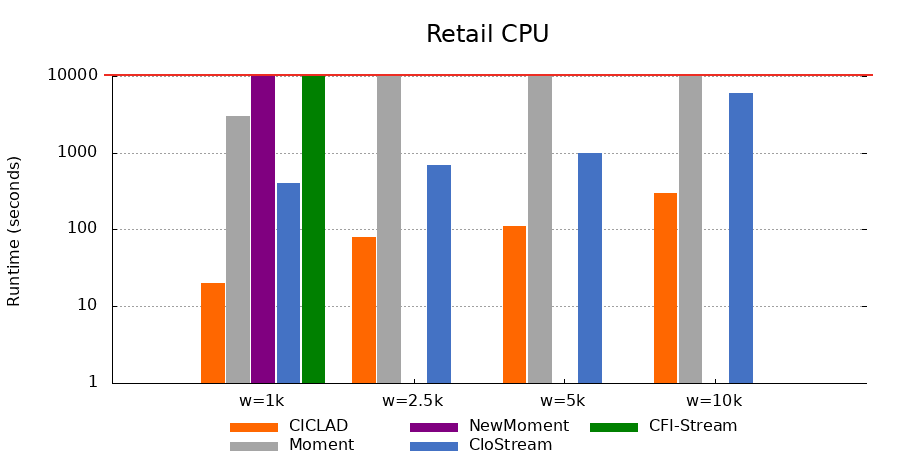 Retail CPU
10000
1000
100
10
1
Runtime (seconds)
w=1k w=2.5k w=5k w=10k
CICLAD NewMoment CFI-Stream
Moment CloStream